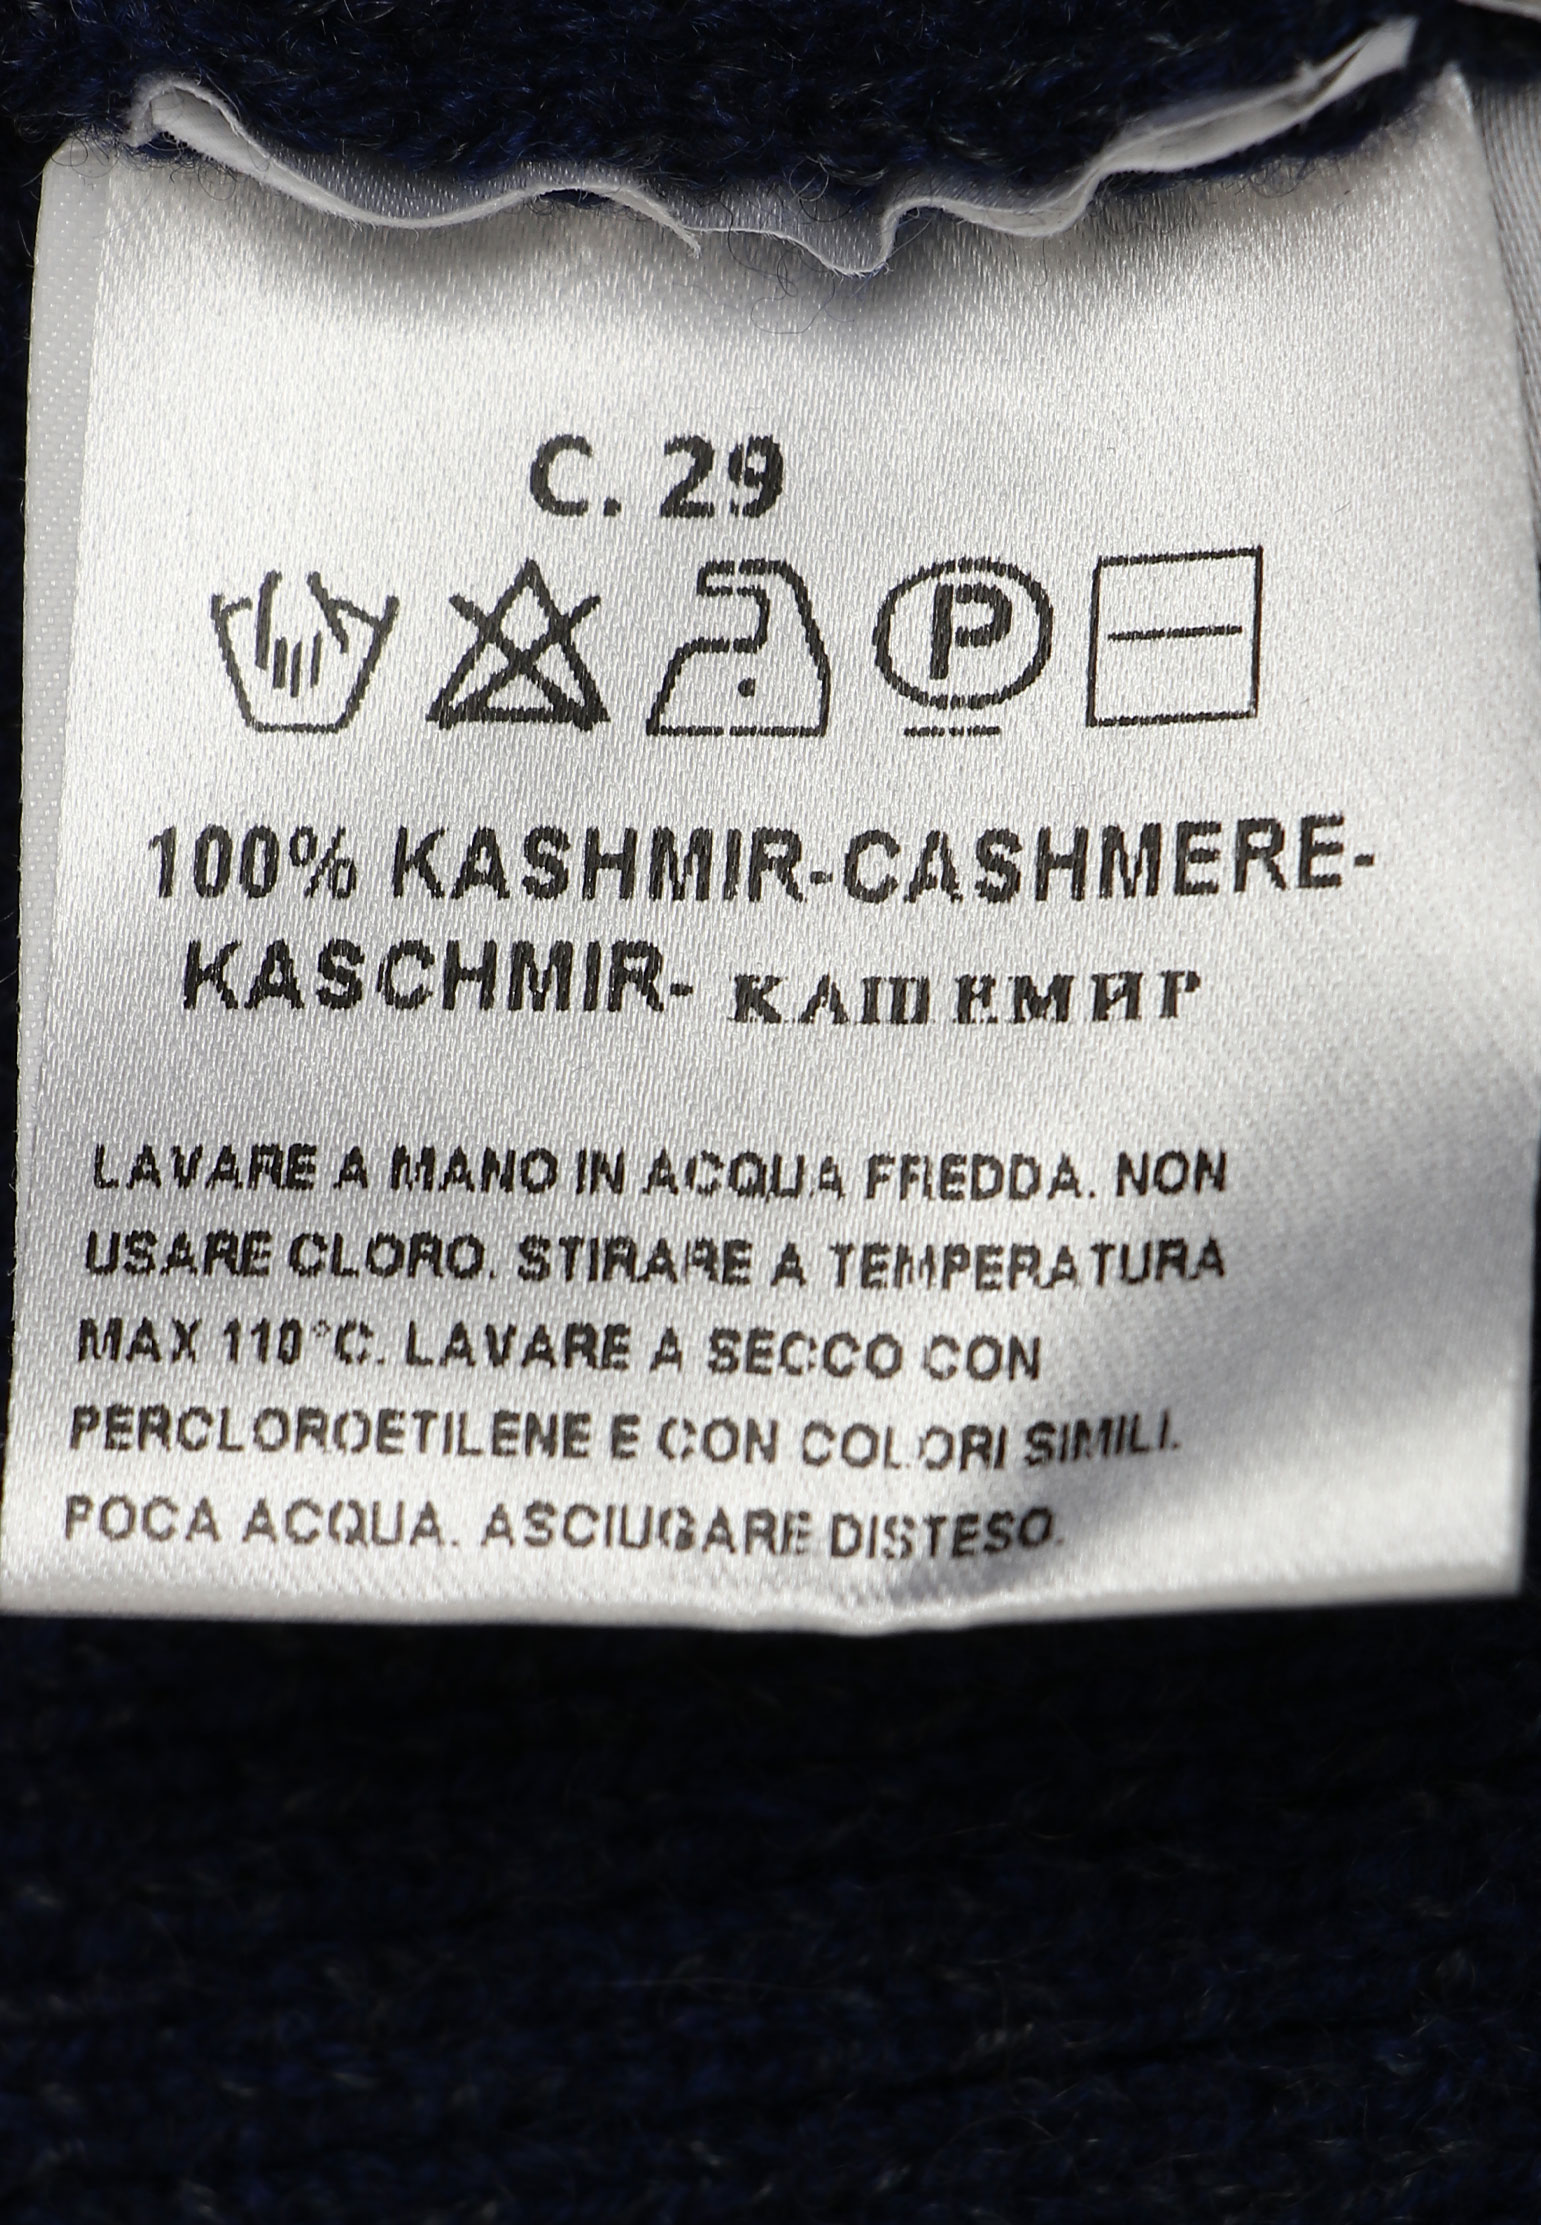 C. 29
P
100% KASHMIR-CASHMERE-
KASCHMIR- КАШЕМИР
LAVARE A MANO IN ACQUA FREDDA. NON
USARE CLORO. STIRARE A TEMPERATURA
MAX 110°C. LAVARE A SECCO CON
PERCLOROETILENE E CON COLORI SIMILI.
POCA ACQUA. ASCIUGARE DISTESO.